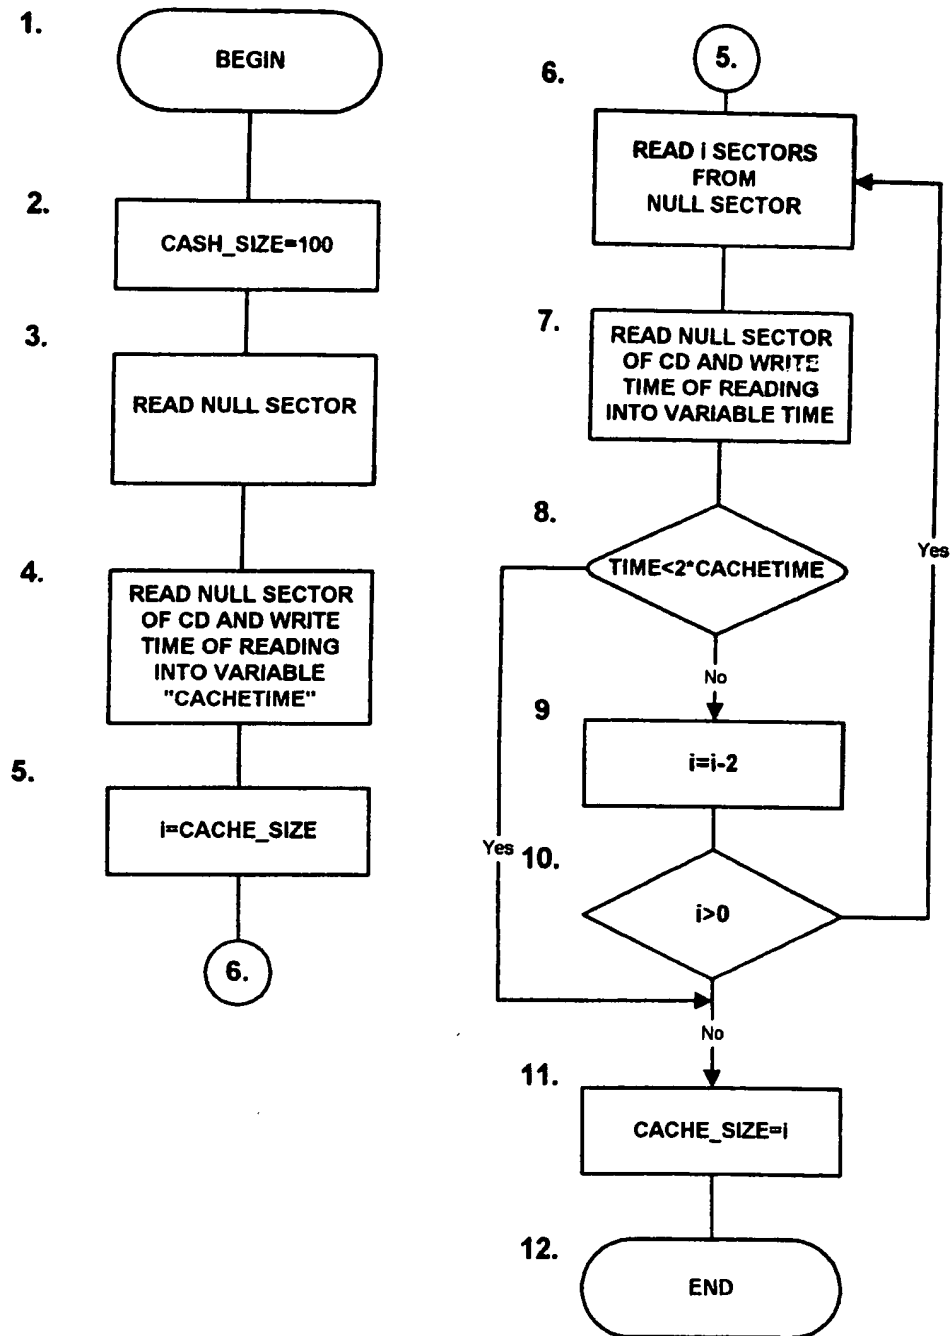 1.
BEGIN
2.
CASH_SIZE=100
3.
READ NULL SECTOR
4.
READ NULL SECTOR
OF CD AND WRITE
TIME OF READING
INTO VARIABLE
"CACHETIME"
5.
i=CACHE_SIZE
6.
5.
6.
READ i SECTORS
FROM
NULL SECTOR
7.
READ NULL SECTOR
OF CD AND WRITE
TIME OF READING
INTO VARIABLE TIME
8.
TIME<2*CACHETIME
Yes
No
9
i=i-2
Yes
10.
i>0
No
11.
CACHE_SIZE=i
12.
END